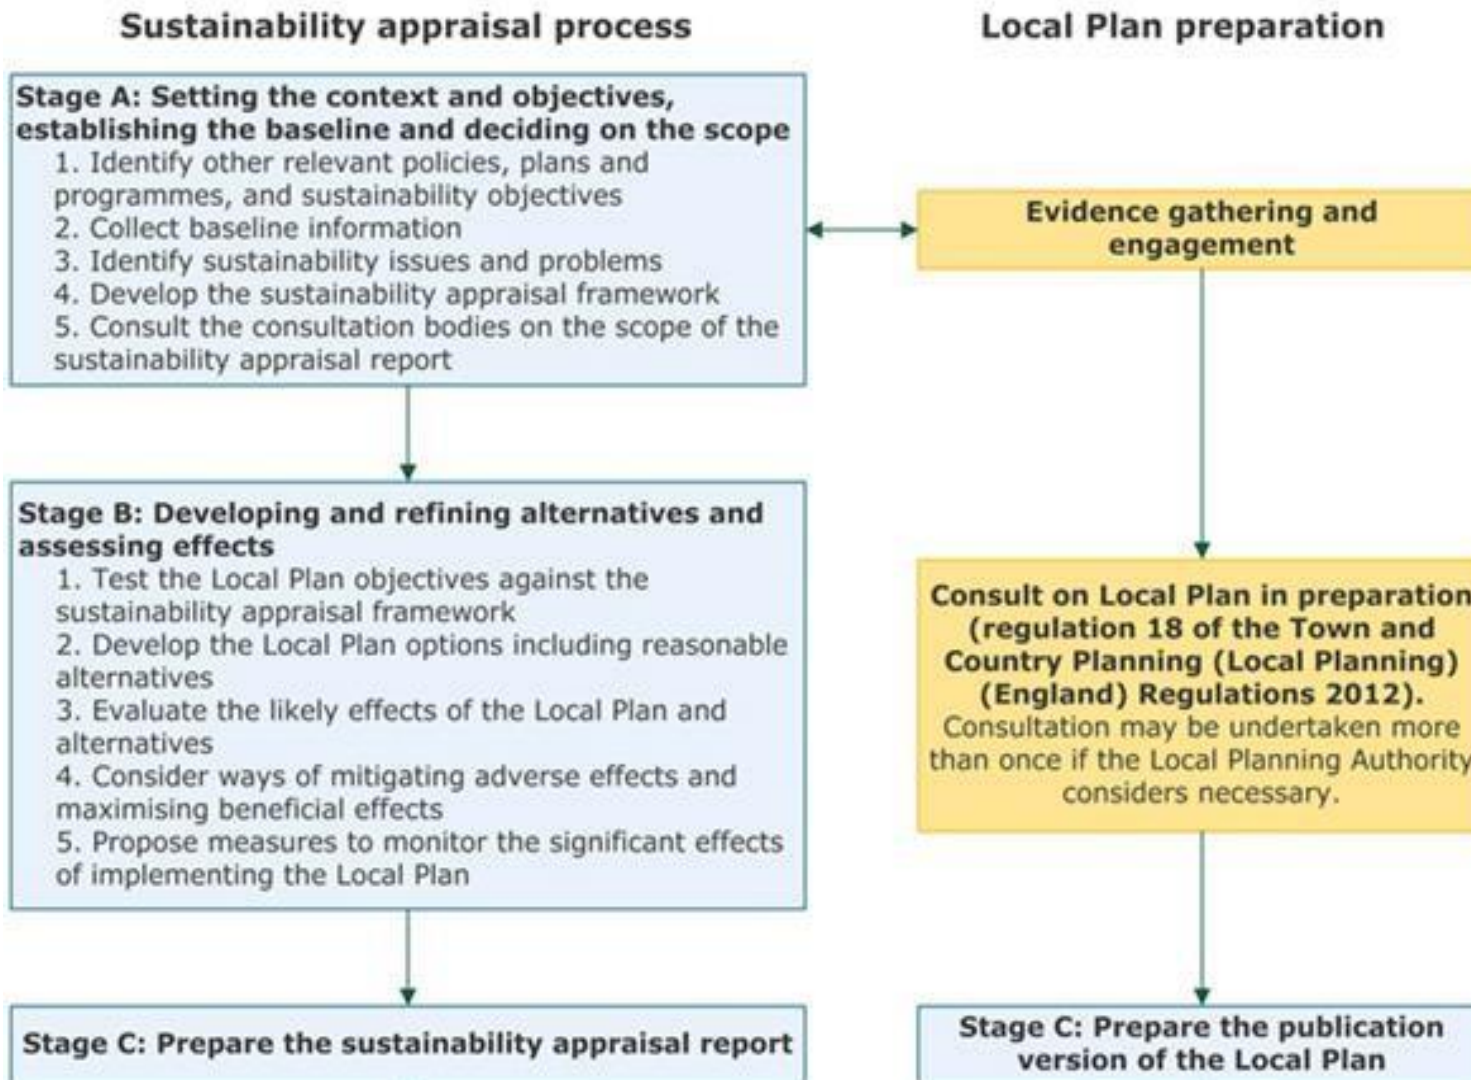 Sustainability appraisal process
Local Plan preparation
Stage A: Setting the context and objectives,
establishing the baseline and deciding on the scope
1. Identify other relevant policies, plans and
programmes, and sustainability objectives
2. Collect baseline information
3. Identify sustainability issues and problems
4. Develop the sustainability appraisal framework
5. Consult the consultation bodies on the scope of the
sustainability appraisal report
Evidence gathering and
engagement
Stage B: Developing and refining alternatives and
assessing effects
1. Test the Local Plan objectives against the
sustainability appraisal framework
2. Develop the Local Plan options including reasonable
alternatives
3. Evaluate the likely effects of the Local Plan and
alternatives
4. Consider ways of mitigating adverse effects and
maximising beneficial effects
5. Propose measures to monitor the significant effects
of implementing the Local Plan
Consult on Local Plan in preparation
(regulation 18 of the Town and
Country Planning (Local Planning)
(England) Regulations 2012).
Consultation may be undertaken more
than once if the Local Planning Authority
considers necessary.
Stage C: Prepare the sustainability appraisal report
Stage C: Prepare the publication
version of the Local Plan